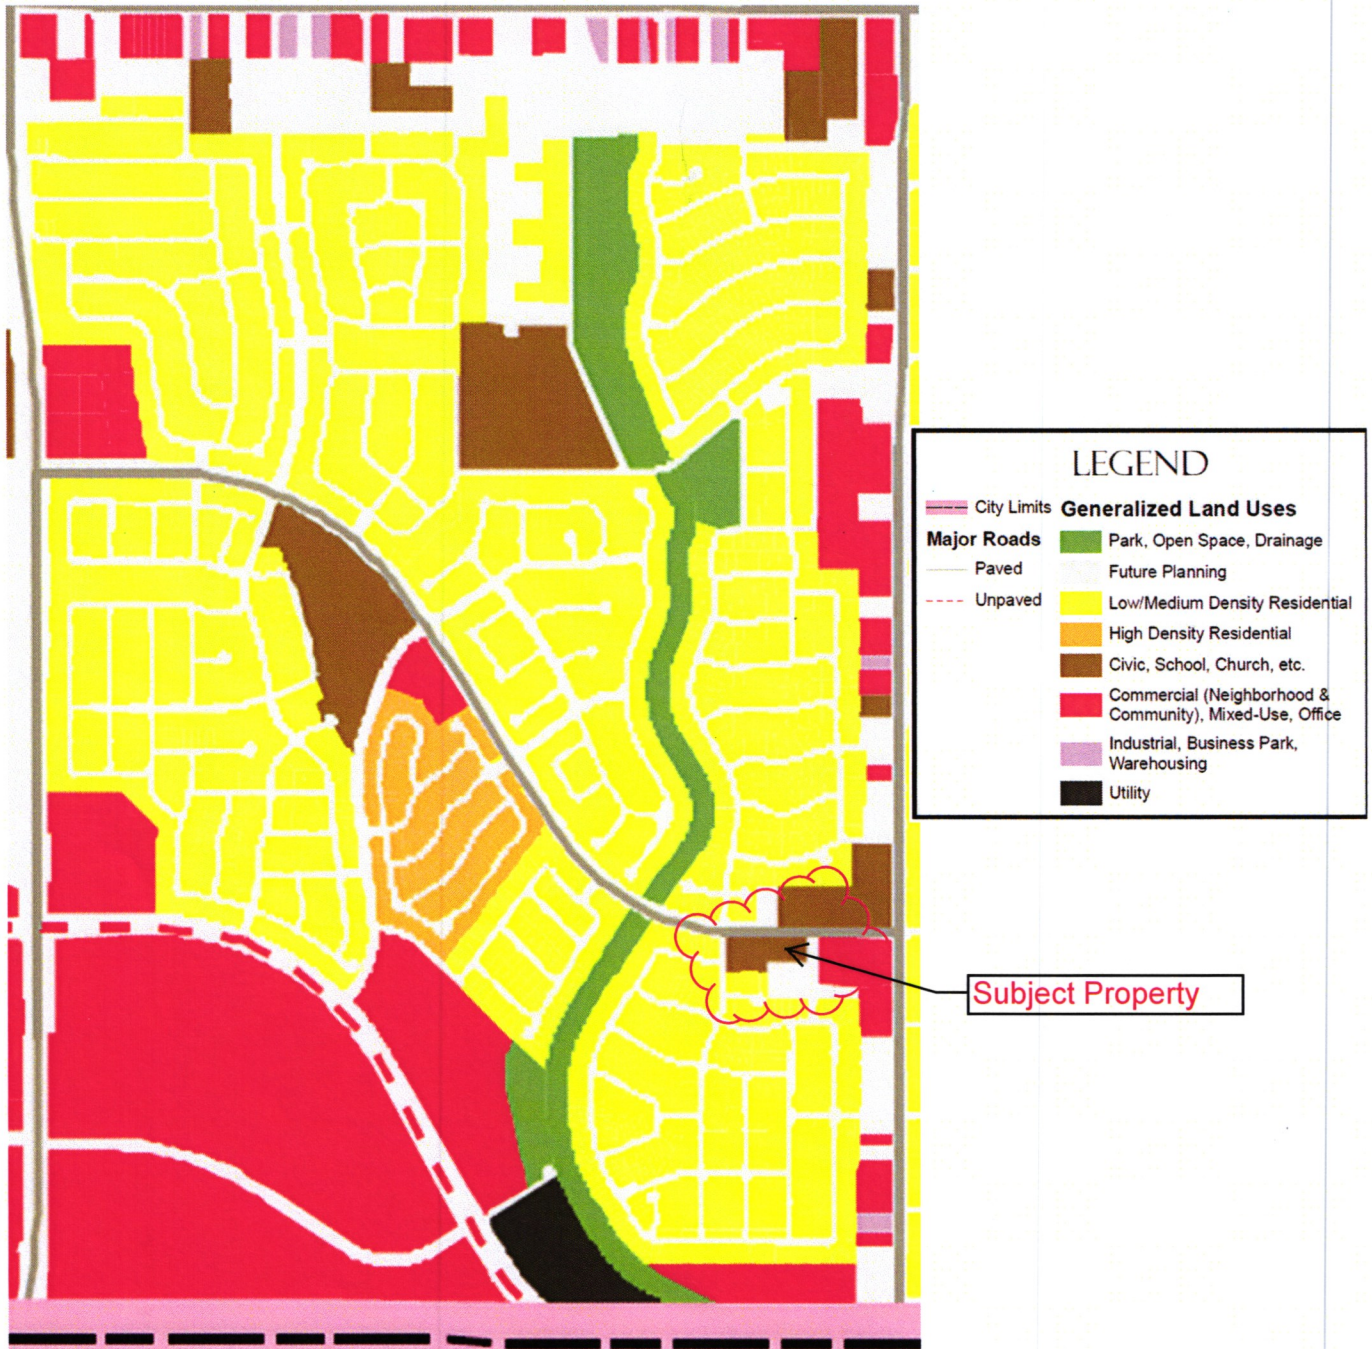 LEGEND
City Limits
Major Roads
Paved
Unpaved
Generalized Land Uses
Park, Open Space, Drainage
Future Planning
Low/Medium Density Residential
High Density Residential
Civic, School, Church, etc.
Commercial (Neighborhood &
Community), Mixed-Use, Office
Industrial, Business Park,
Warehousing
Utility
Subject Property